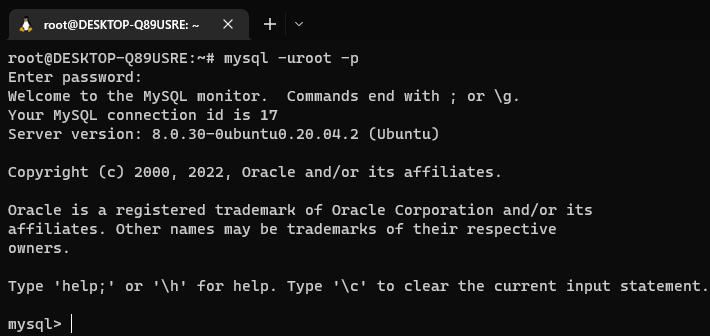 root@DESKTOP-Q89USRE: ~
root@DESKTOP-Q89USRE:~# mysql -uroot -p
Enter password:
Welcome to the MySQL monitor.  Commands end with ; or \g.
Your MySQL connection id is 17
Server version: 8.0.30-0ubuntu0.20.04.2 (Ubuntu)
Copyright (c) 2000, 2022, Oracle and/or its affiliates.
Oracle is a registered trademark of Oracle Corporation and/or its
affiliates. Other names may be trademarks of their respective
owners.
Type 'help;' or '\h' for help. Type '\c' to clear the current input statement.
mysql>